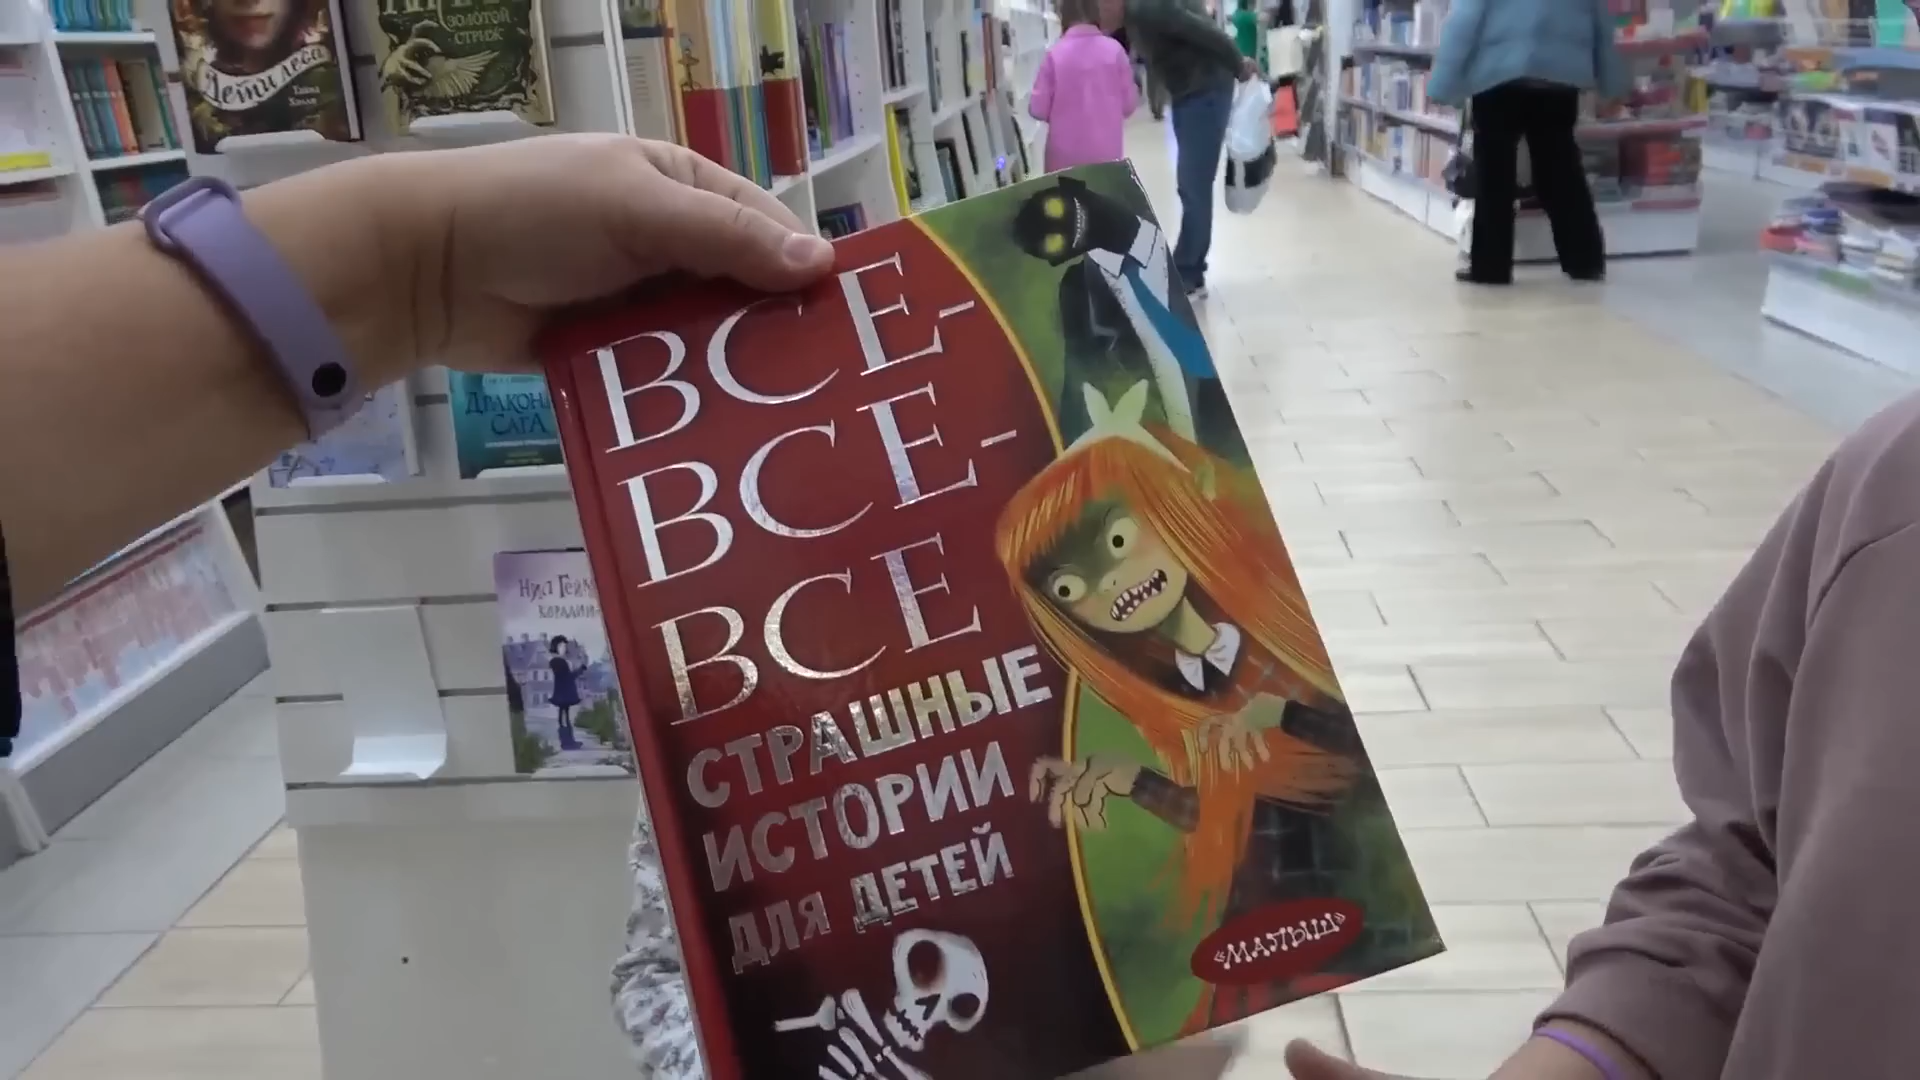 ЗОЛОТОЙ
СТРИЖ
Дети леса
ДРАКОНЬЯ
САГА
Нил Гейман
КОРАЛИНА
ВСЕ-
ВСЕ-
ВСЕ
СТРАШНЫЕ
ИСТОРИИ
ДЛЯ ДЕТЕЙ
«МАЛЫШ»